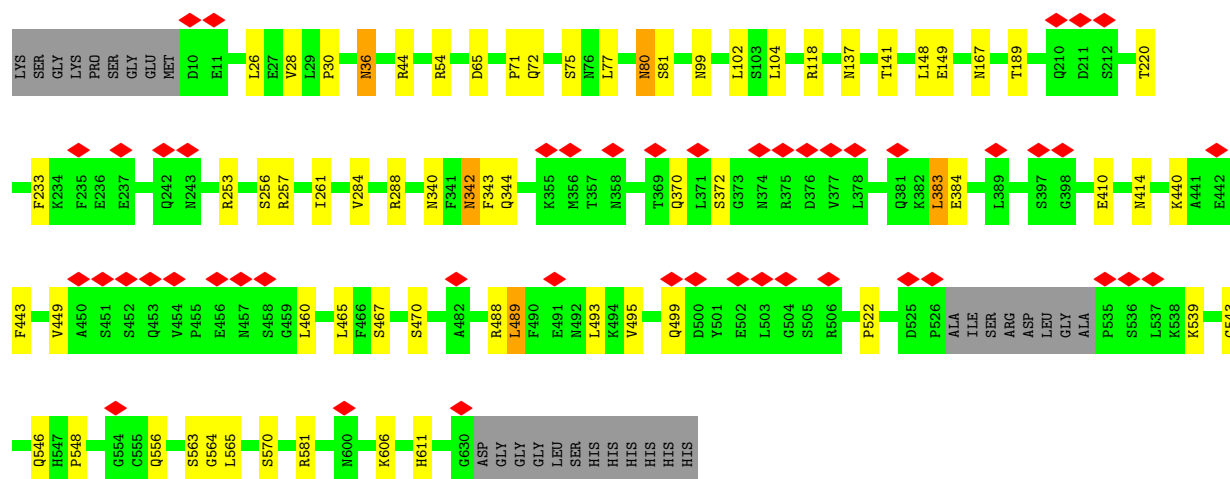 LYS SER GLY LYS PRO SER GLY GLU MET D10 E11 L26 E27 V28 L29 P30 N36 R44 R54 D65 P71 Q72 S75 N76 L77 N80 S81 N99 L102 S103 L104 R118 N137 T141 L148 E149 N167 T189 Q210 D211 S212 T220
F233 K234 F235 E236 E237 Q242 N243 R253 S256 R257 I261 V284 R288 N340 F341 N342 F343 Q344 K355 M356 T357 N358 T369 Q370 L371 S372 G373 N374 R375 D376 V377 L378 Q381 K382 L383 E384 L389 S397 G398 E410 N414 K440 A441 E442
F443 V449 A450 S451 S452 Q453 V454 P455 E456 N457 S458 G459 L460 L465 F466 S467 S470 A482 R488 L489 F490 E491 N492 L493 K494 V495 Q499 D500 Y501 E502 L503 G504 S505 R506 P522 D525 P526 ALA ILE SER ARG ASP LEU GLY ALA P535 S536 L537 K538 K539
Q546 H547 P548 G554 C555 Q556 S563 G564 L565 S570 R581 N600 K606 H611 G630 ASP GLY GLY GLY LEU SER HIS HIS HIS HIS HIS HIS